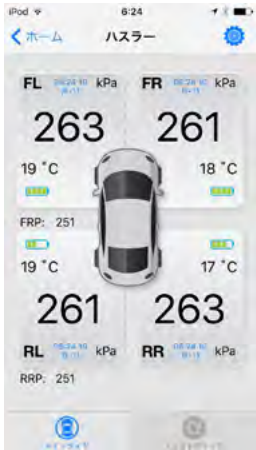 iPod 6:24
ホーム ハスラー
FL kPa FR kPa
263 261
19 °C 18 °C
FRP: 251
19 °C 17 °C
261 263
RL kPa RR kPa
RRP: 251